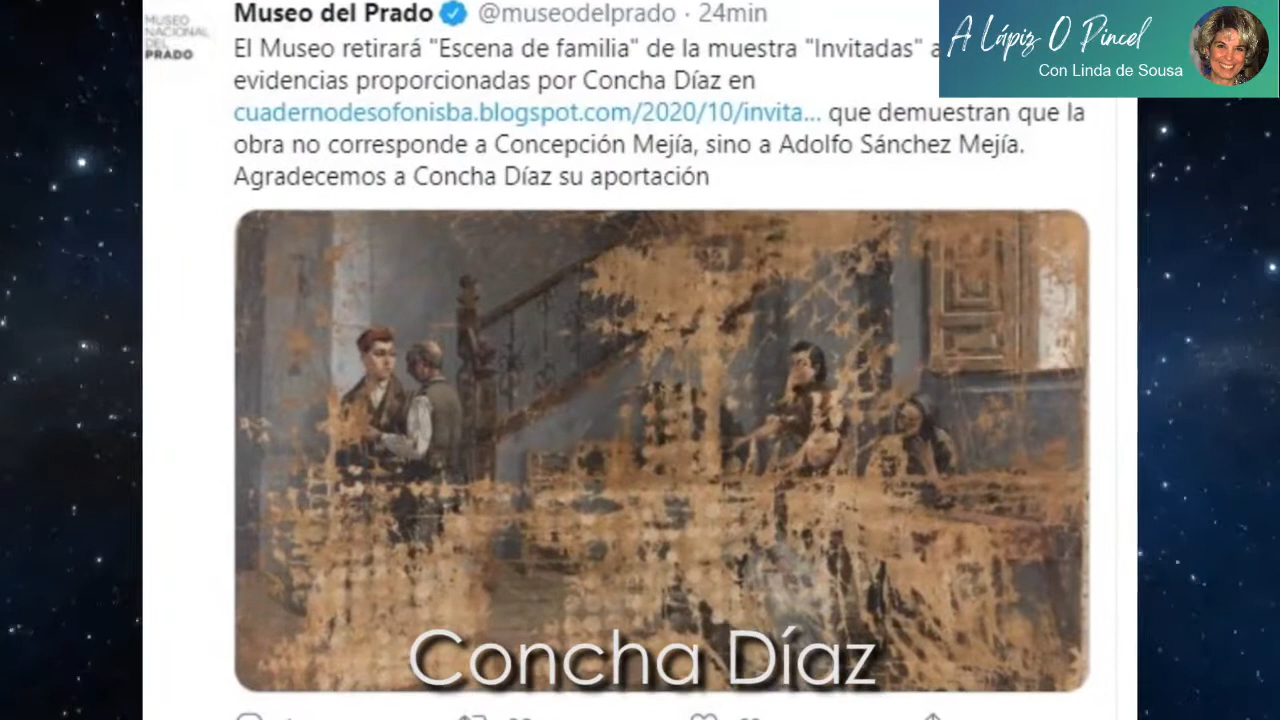 MUSEO
NACIONAL
DEL
PRADO
Museo del Prado @museodelprado · 24min
El Museo retirará "Escena de familia" de la muestra "Invitadas" a
evidencias proporcionadas por Concha Díaz en
cuadernodesofonisba.blogspot.com/2020/10/invita... que demuestran que la
obra no corresponde a Concepción Mejía, sino a Adolfo Sánchez Mejía.
Agradecemos a Concha Díaz su aportación
A Lápiz O Pincel
Con Linda de Sousa
Concha Díaz